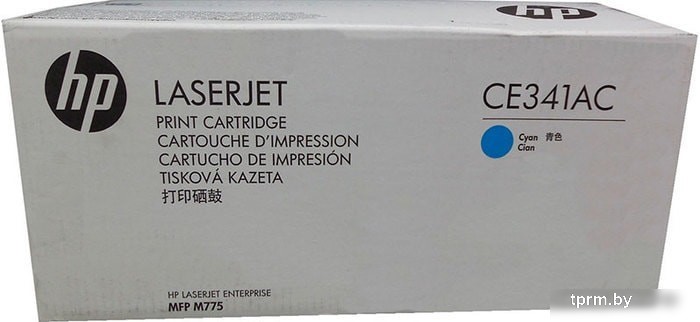 hp
LASERJET
PRINT CARTRIDGE
CARTOUCHE D'IMPRESSION
CARTUCHO DE IMPRESIÓN
TISKOVÁ KAZETA
打印硒鼓
CE341AC
Cyan 青色
Cian
HP LASERJET ENTERPRISE
MFP M775
tprm.by